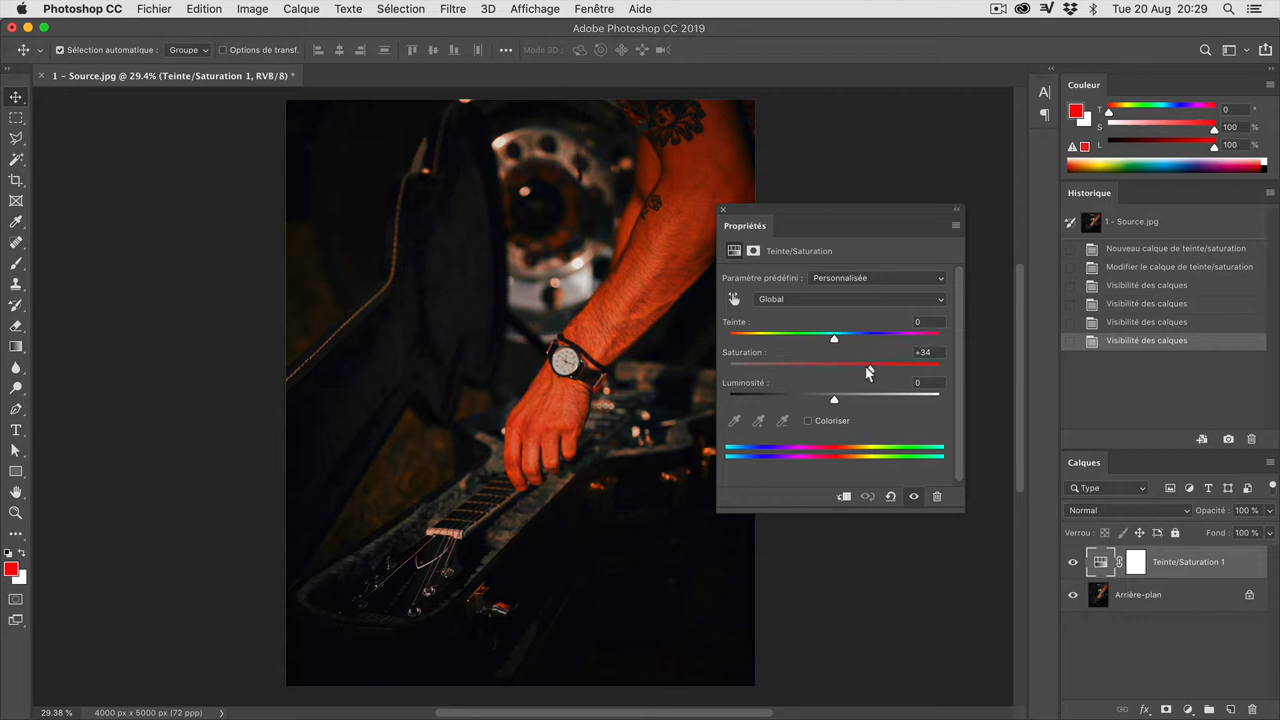 Photoshop CC Fichier Edition Image Calque Texte Sélection Filtre 3D Affichage Fenêtre Aide Tue 20 Aug 20:29
Adobe Photoshop CC 2019
Sélection automatique : Groupe Options de transf. Mode 3D :
1 – Source.jpg @ 29.4% (Teinte/Saturation 1, RVB/8) *
Couleur
T 0 °
S 100 %
L 100 %
Historique
1 - Source.jpg
Nouveau calque de teinte/saturation
Modifier le calque de teinte/saturation
Visibilité des calques
Visibilité des calques
Visibilité des calques
Visibilité des calques
Propriétés
Teinte/Saturation
Paramètre prédéfini : Personnalisée
Global
Teinte : 0
Saturation : +34
Luminosité : 0
Coloriser
Calques
Type
Normal Opacité : 100 %
Verrou : Fond : 100 %
Teinte/Saturation 1
Arrière-plan
29.38 % 4000 px x 5000 px (72 ppp)